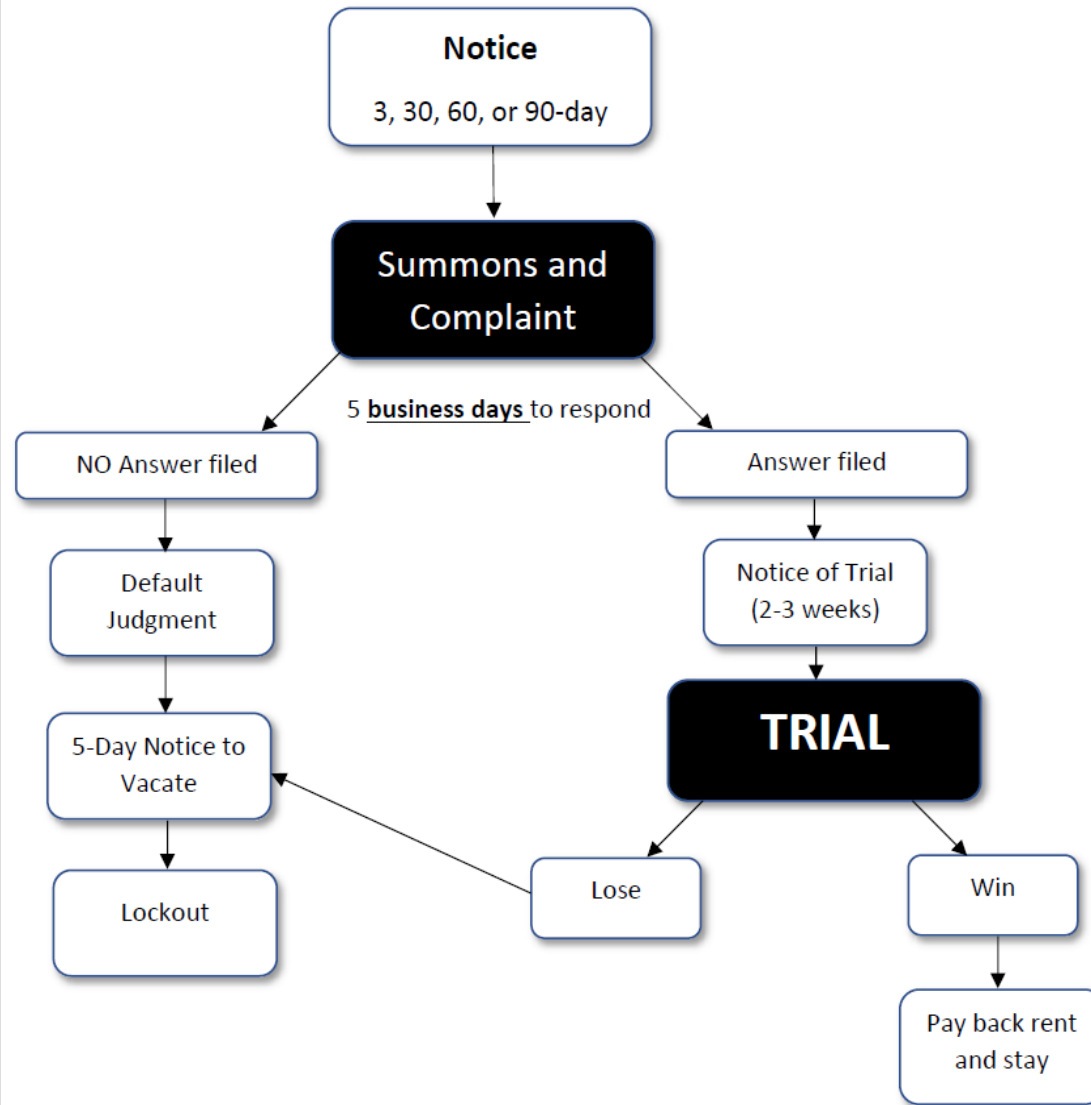 Notice
3, 30, 60, or 90-day
Summons and
Complaint
5 business days to respond
NO Answer filed
Answer filed
Default
Judgment
Notice of Trial
(2-3 weeks)
5-Day Notice to
Vacate
TRIAL
Lockout
Lose
Win
Pay back rent
and stay